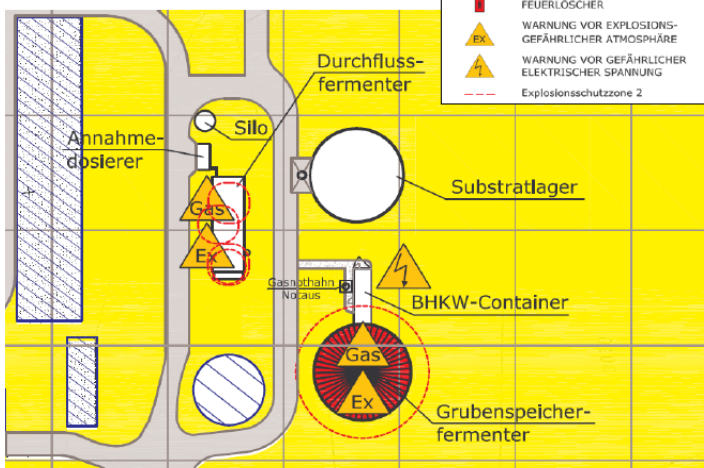 FEUERLÖSCHER
WARNUNG VOR EXPLOSIONS-
GEFÄHRLICHER ATMOSPHÄRE
Ex
WARNUNG VOR GEFÄHRLICHER
ELEKTRISCHER SPANNUNG
Explosionsschutzzone 2
Durchfluss-
fermenter
Silo
Annahme-
dosierer
Gas
Ex
Substratlager
Gasnothahn
Notaus
BHKW-Container
Gas
Ex
Grubenspeicher-
fermenter